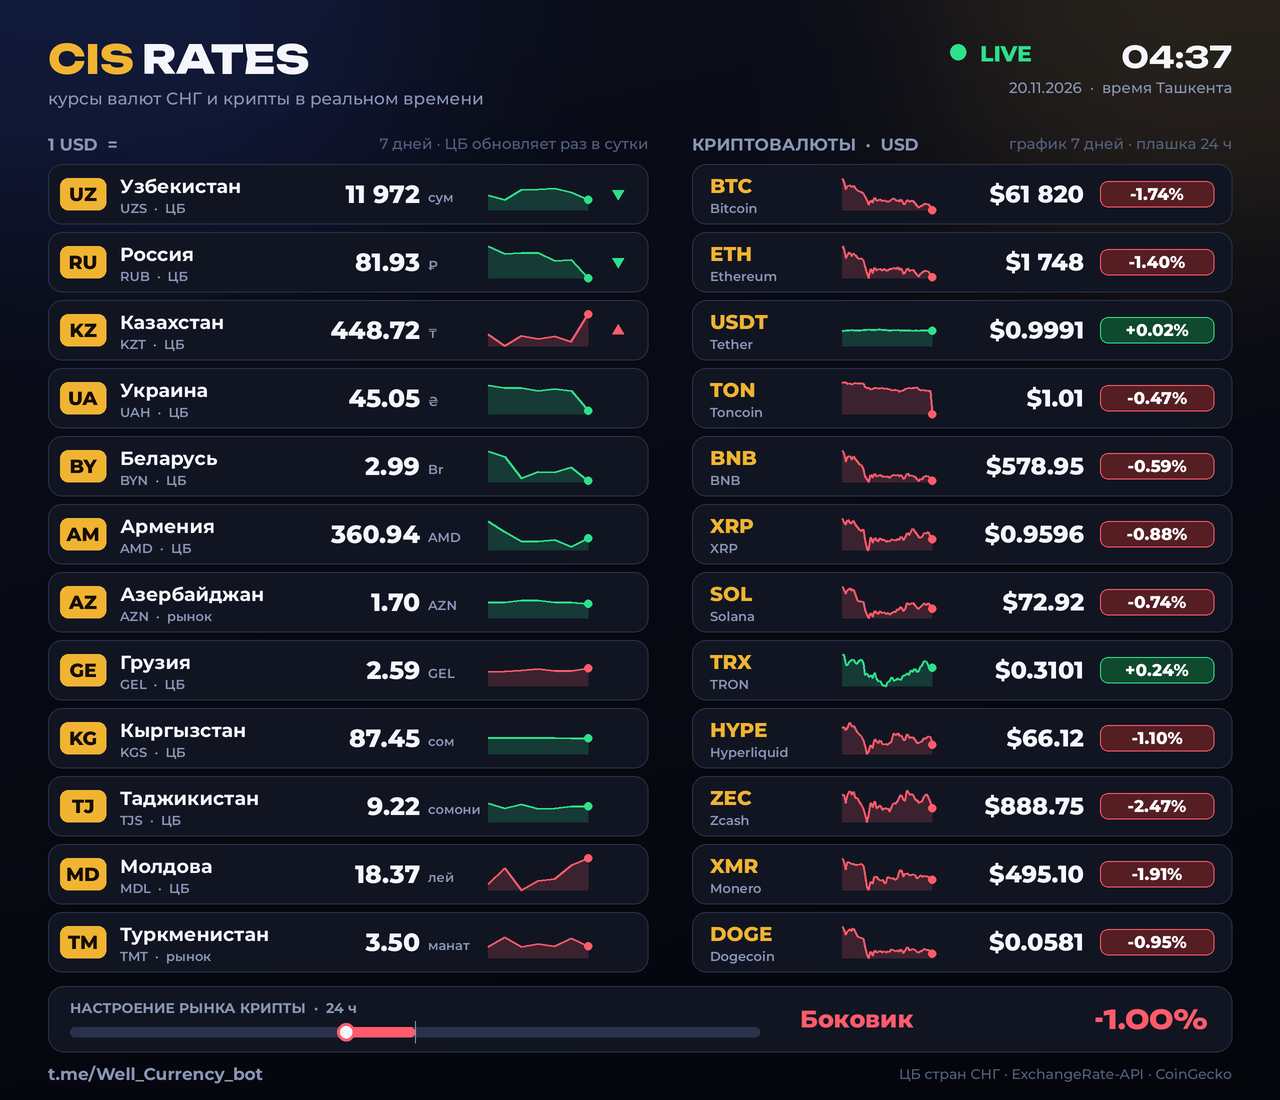 CIS RATES
курсы валют СНГ и крипты в реальном времени
LIVE
04:37
20.11.2026 · время Ташкента
1 USD =
7 дней · ЦБ обновляет раз в сутки
UZ
Узбекистан
UZS · ЦБ
11 972 сум
RU
Россия
RUB · ЦБ
81.93 ₽
KZ
Казахстан
KZT · ЦБ
448.72 ₸
UA
Украина
UAH · ЦБ
45.05 ₴
BY
Беларусь
BYN · ЦБ
2.99 Br
AM
Армения
AMD · ЦБ
360.94 AMD
AZ
Азербайджан
AZN · рынок
1.70 AZN
GE
Грузия
GEL · ЦБ
2.59 GEL
KG
Кыргызстан
KGS · ЦБ
87.45 сом
TJ
Таджикистан
TJS · ЦБ
9.22 сомони
MD
Молдова
MDL · ЦБ
18.37 лей
TM
Туркменистан
TMT · рынок
3.50 манат
КРИПТОВАЛЮТЫ · USD
график 7 дней · плашка 24 ч
BTC
Bitcoin
$61 820
-1.74%
ETH
Ethereum
$1 748
-1.40%
USDT
Tether
$0.9991
+0.02%
TON
Toncoin
$1.01
-0.47%
BNB
BNB
$578.95
-0.59%
XRP
XRP
$0.9596
-0.88%
SOL
Solana
$72.92
-0.74%
TRX
TRON
$0.3101
+0.24%
HYPE
Hyperliquid
$66.12
-1.10%
ZEC
Zcash
$888.75
-2.47%
XMR
Monero
$495.10
-1.91%
DOGE
Dogecoin
$0.0581
-0.95%
НАСТРОЕНИЕ РЫНКА КРИПТЫ · 24 ч
Боковик
-1.00%
t.me/Well_Currency_bot
ЦБ стран СНГ · ExchangeRate-API · CoinGecko